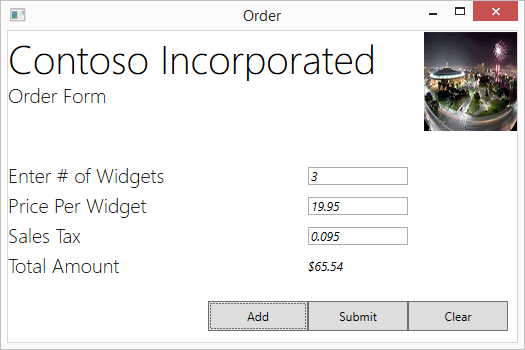 Order
Contoso Incorporated
Order Form
Enter # of Widgets 3
Price Per Widget 19.95
Sales Tax 0.095
Total Amount $65.54
Add Submit Clear